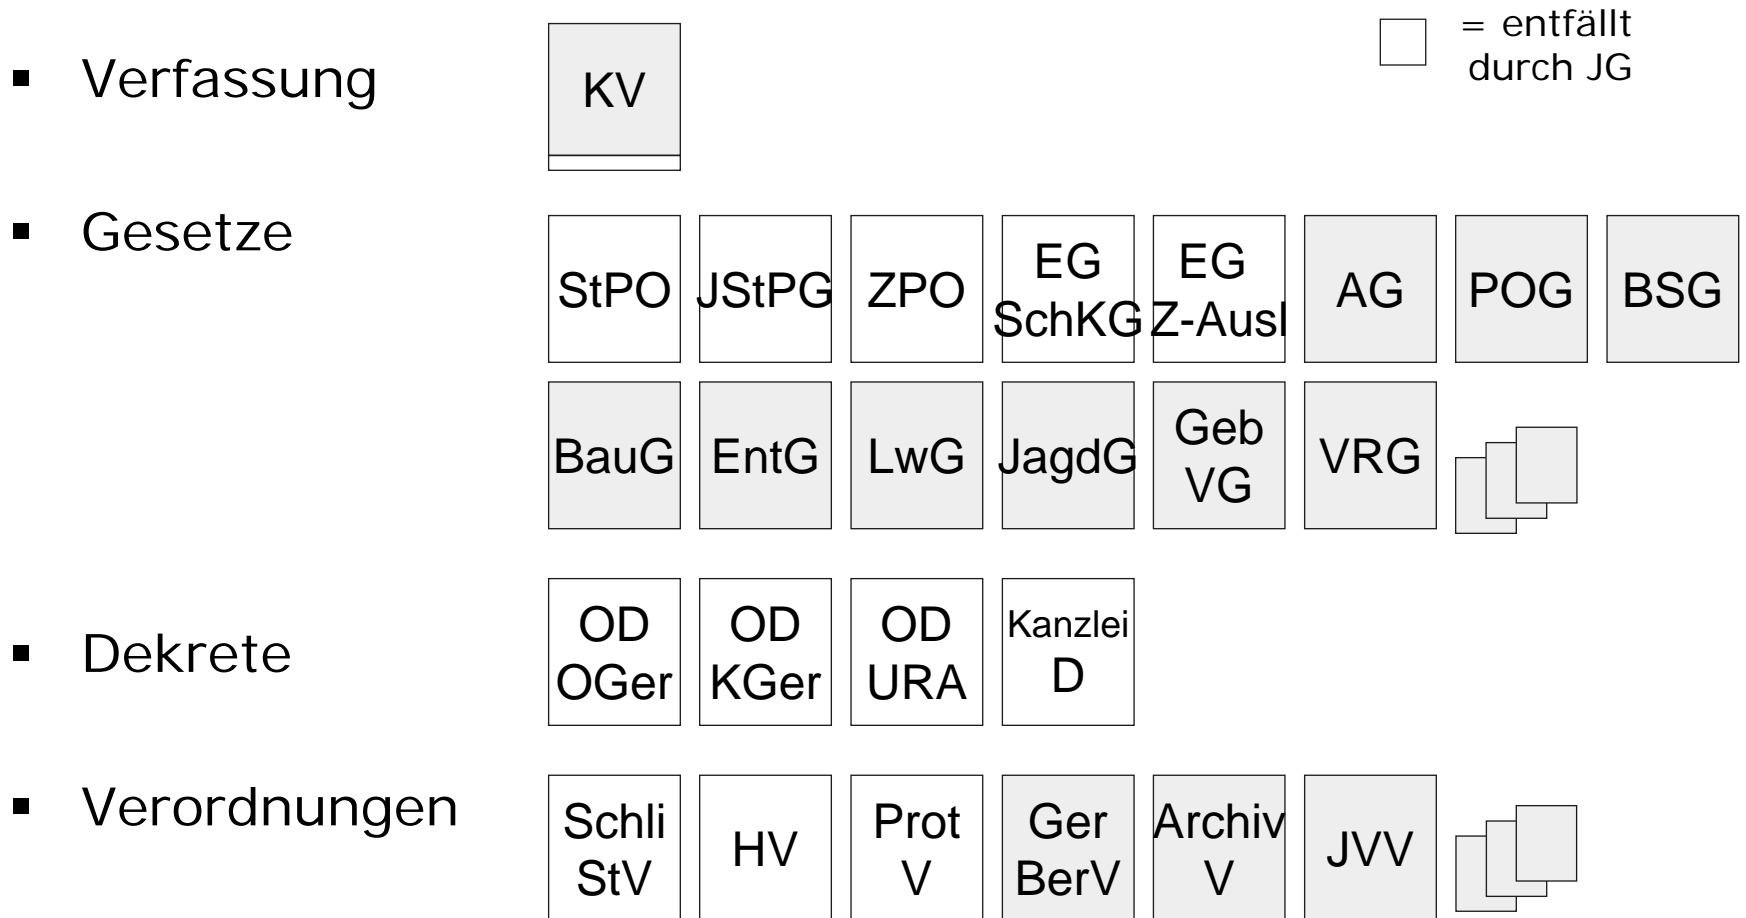 = entfällt
durch JG
Verfassung
KV
Gesetze
StPO
JStPG
ZPO
EG
SchKG
EG
Z-Ausl
AG
POG
BSG
BauG
EntG
LwG
JagdG
Geb
VG
VRG
Dekrete
OD
OGer
OD
KGer
OD
URA
Kanzlei
D
Verordnungen
Schli
StV
HV
Prot
V
Ger
BerV
Archiv
V
JVV